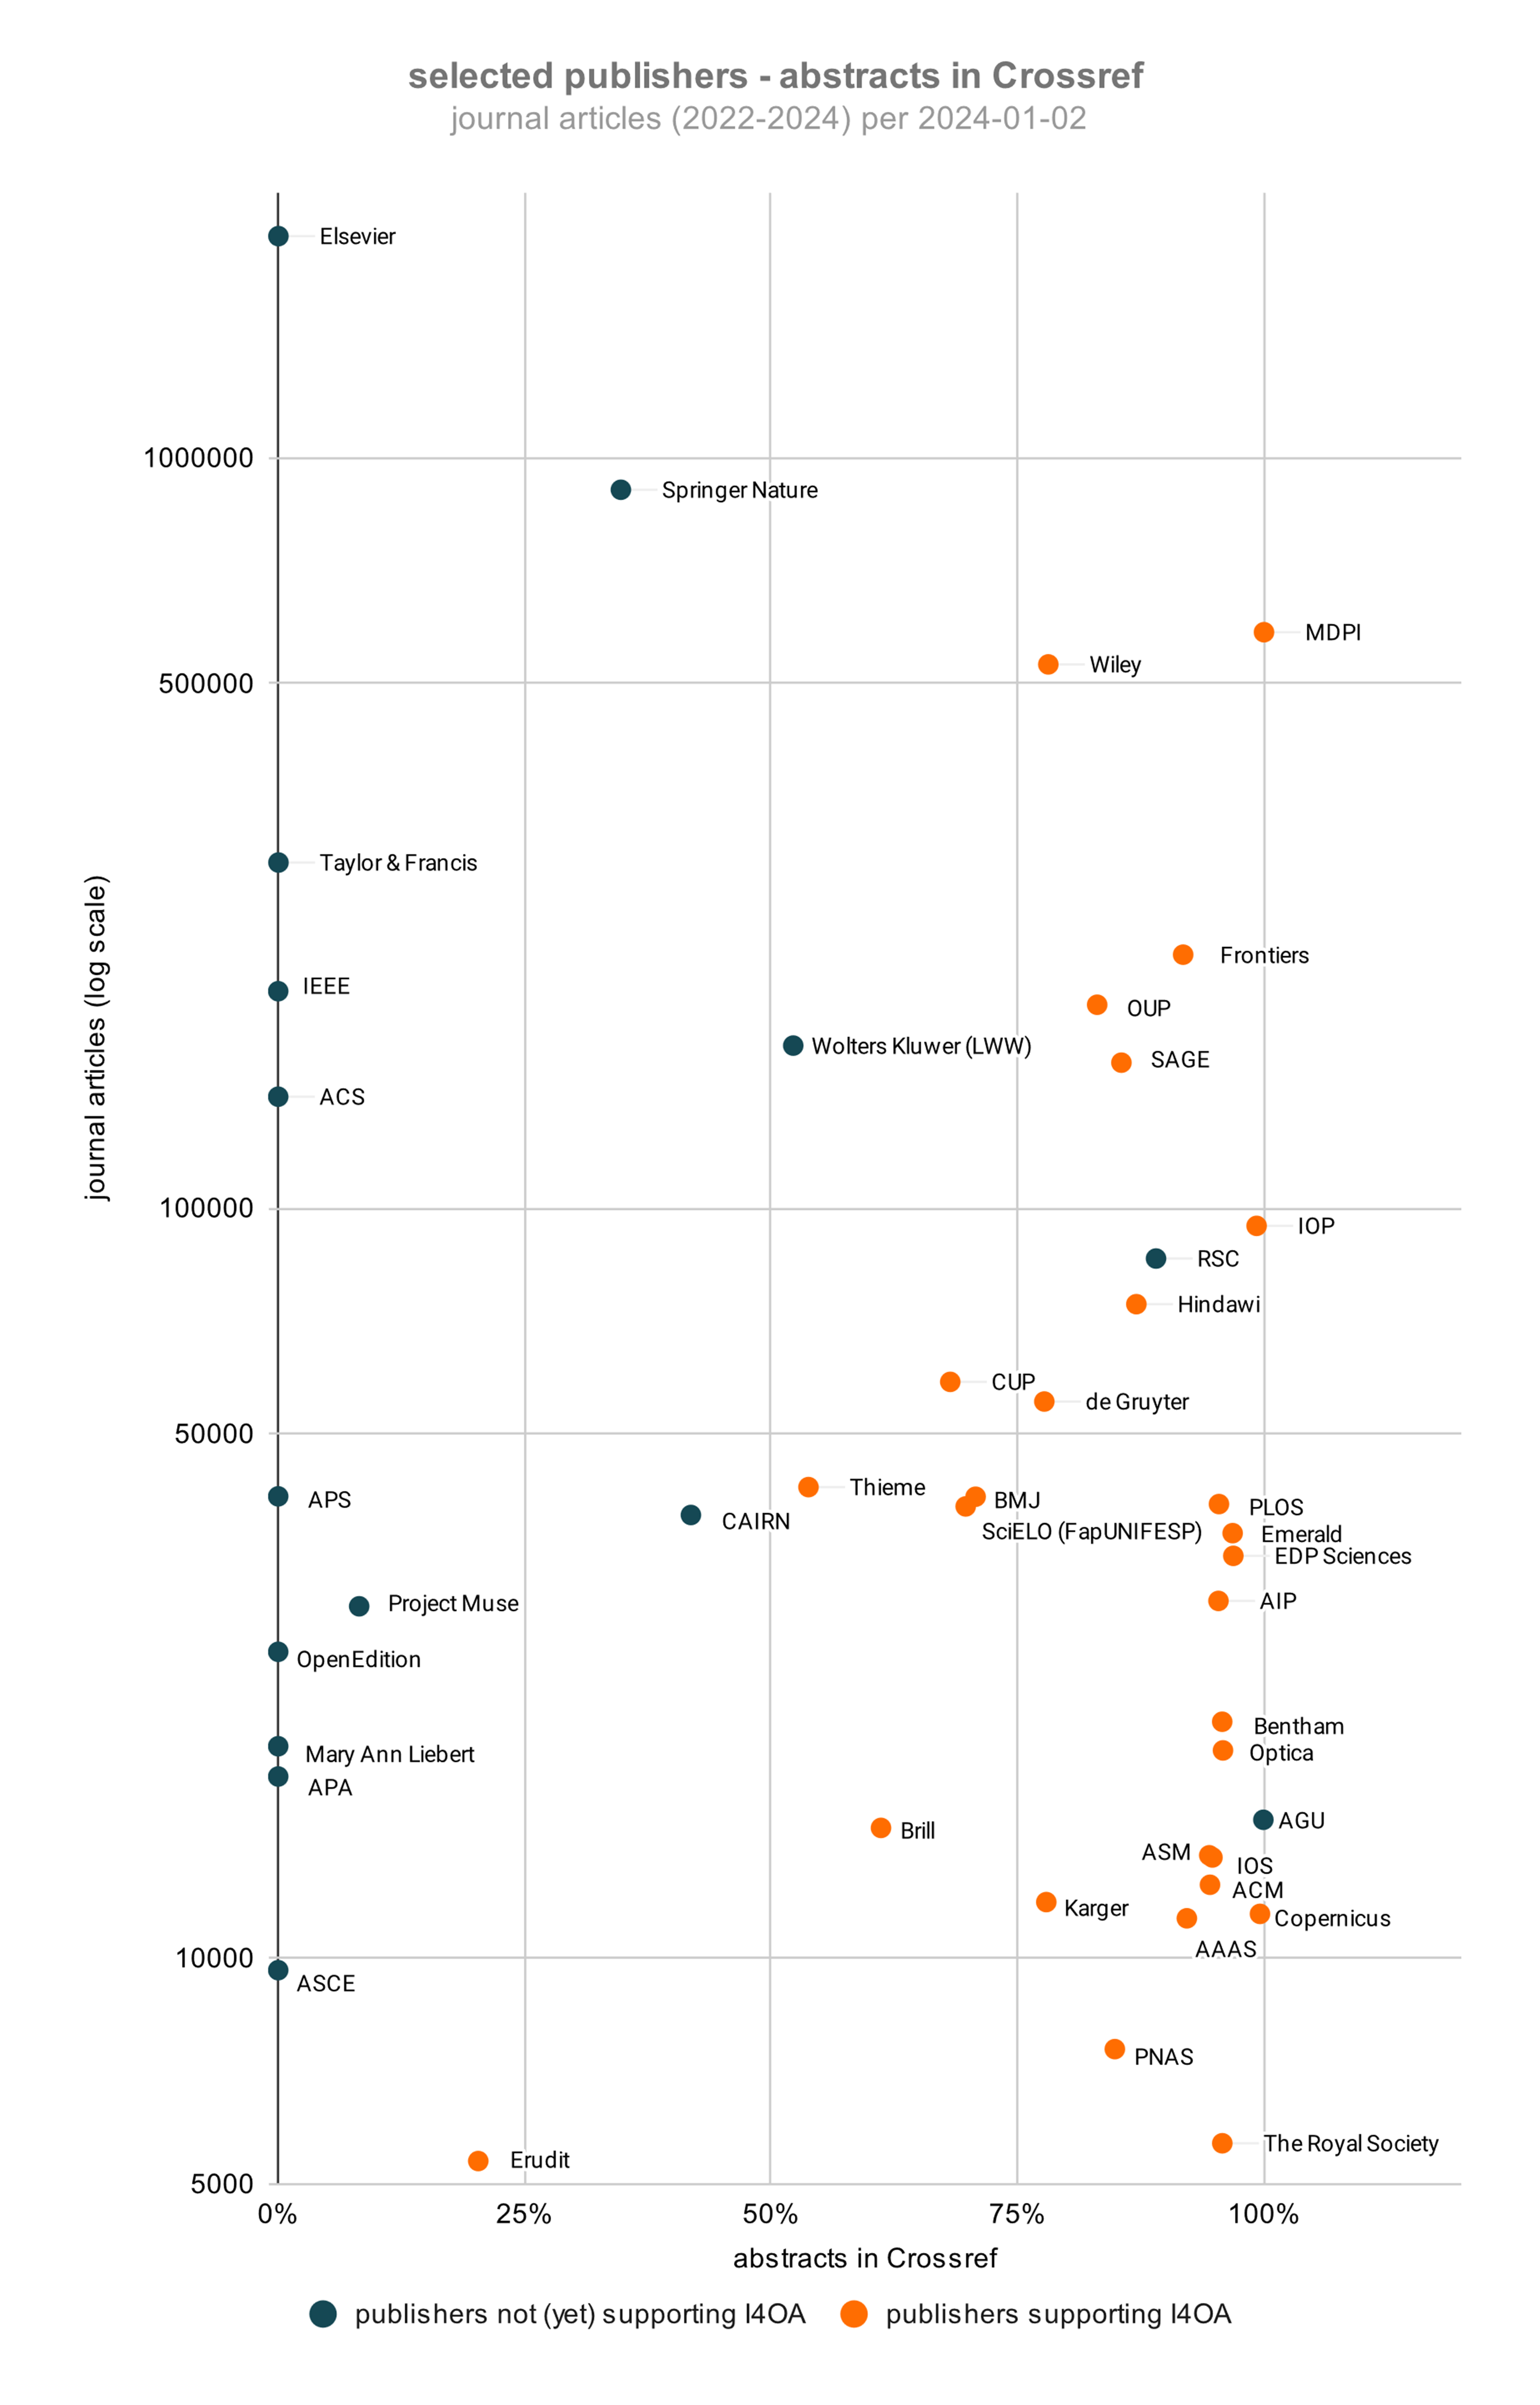 selected publishers - abstracts in Crossref
journal articles (2022-2024) per 2024-01-02
Elsevier
1000000
Springer Nature
MDPI
Wiley
500000
Taylor & Francis
journal articles (log scale)
Frontiers
IEEE
OUP
Wolters Kluwer (LWW)
SAGE
ACS
100000
IOP
RSC
Hindawi
CUP
de Gruyter
50000
Thieme
APS
BMJ
PLOS
CAIRN
SciELO (FapUNIFESP)
Emerald
EDP Sciences
AIP
Project Muse
OpenEdition
Bentham
Optica
Mary Ann Liebert
APA
AGU
Brill
ASM
IOS
ACM
Karger
Copernicus
AAAS
10000
ASCE
PNAS
The Royal Society
Erudit
5000
0%
25%
50%
75%
100%
abstracts in Crossref
publishers not (yet) supporting I4OA
publishers supporting I4OA